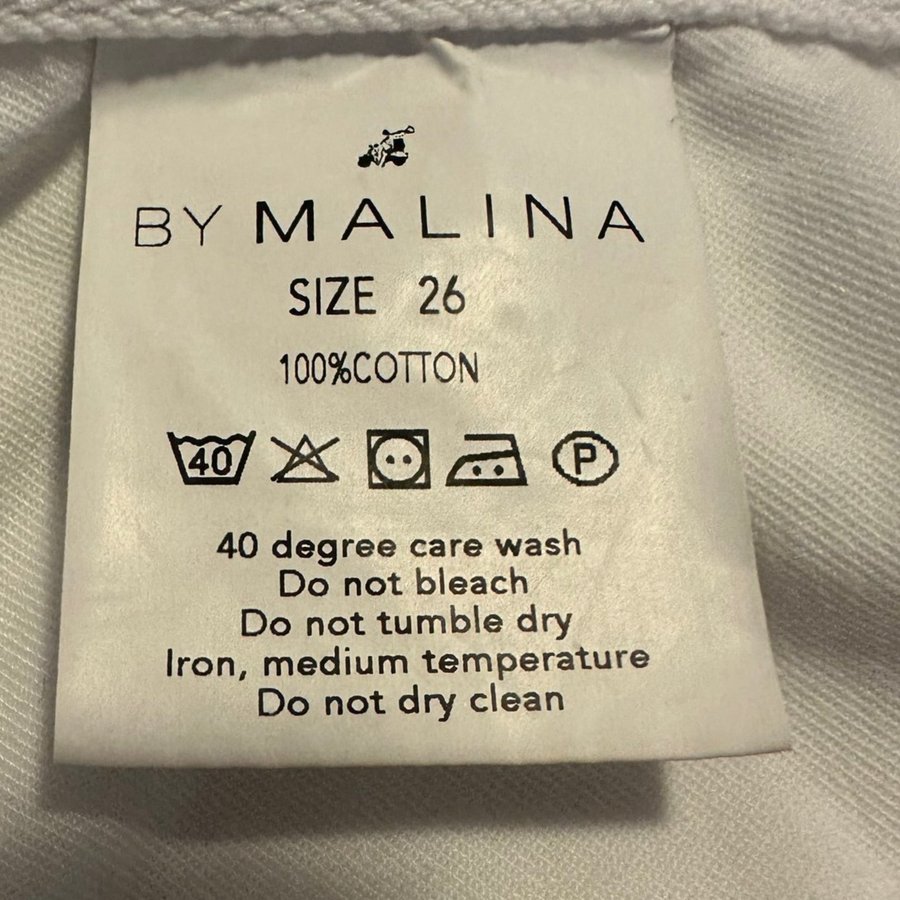 BY MALINA
SIZE 26
100%COTTON
40 P
40 degree care wash
Do not bleach
Do not tumble dry
Iron, medium temperature
Do not dry clean